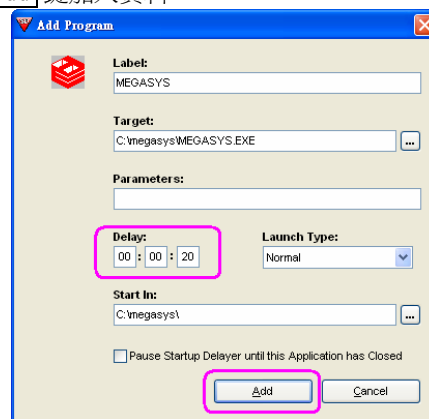 Add Program
Label:
MEGASYS
Target:
C:\megasys\MEGASYS.EXE
...
Parameters:
Delay:
Launch Type:
00 : 00 : 20
Normal
Start In:
C:\megasys\
...
Pause Startup Delayer until this Application has Closed
Add
Cancel